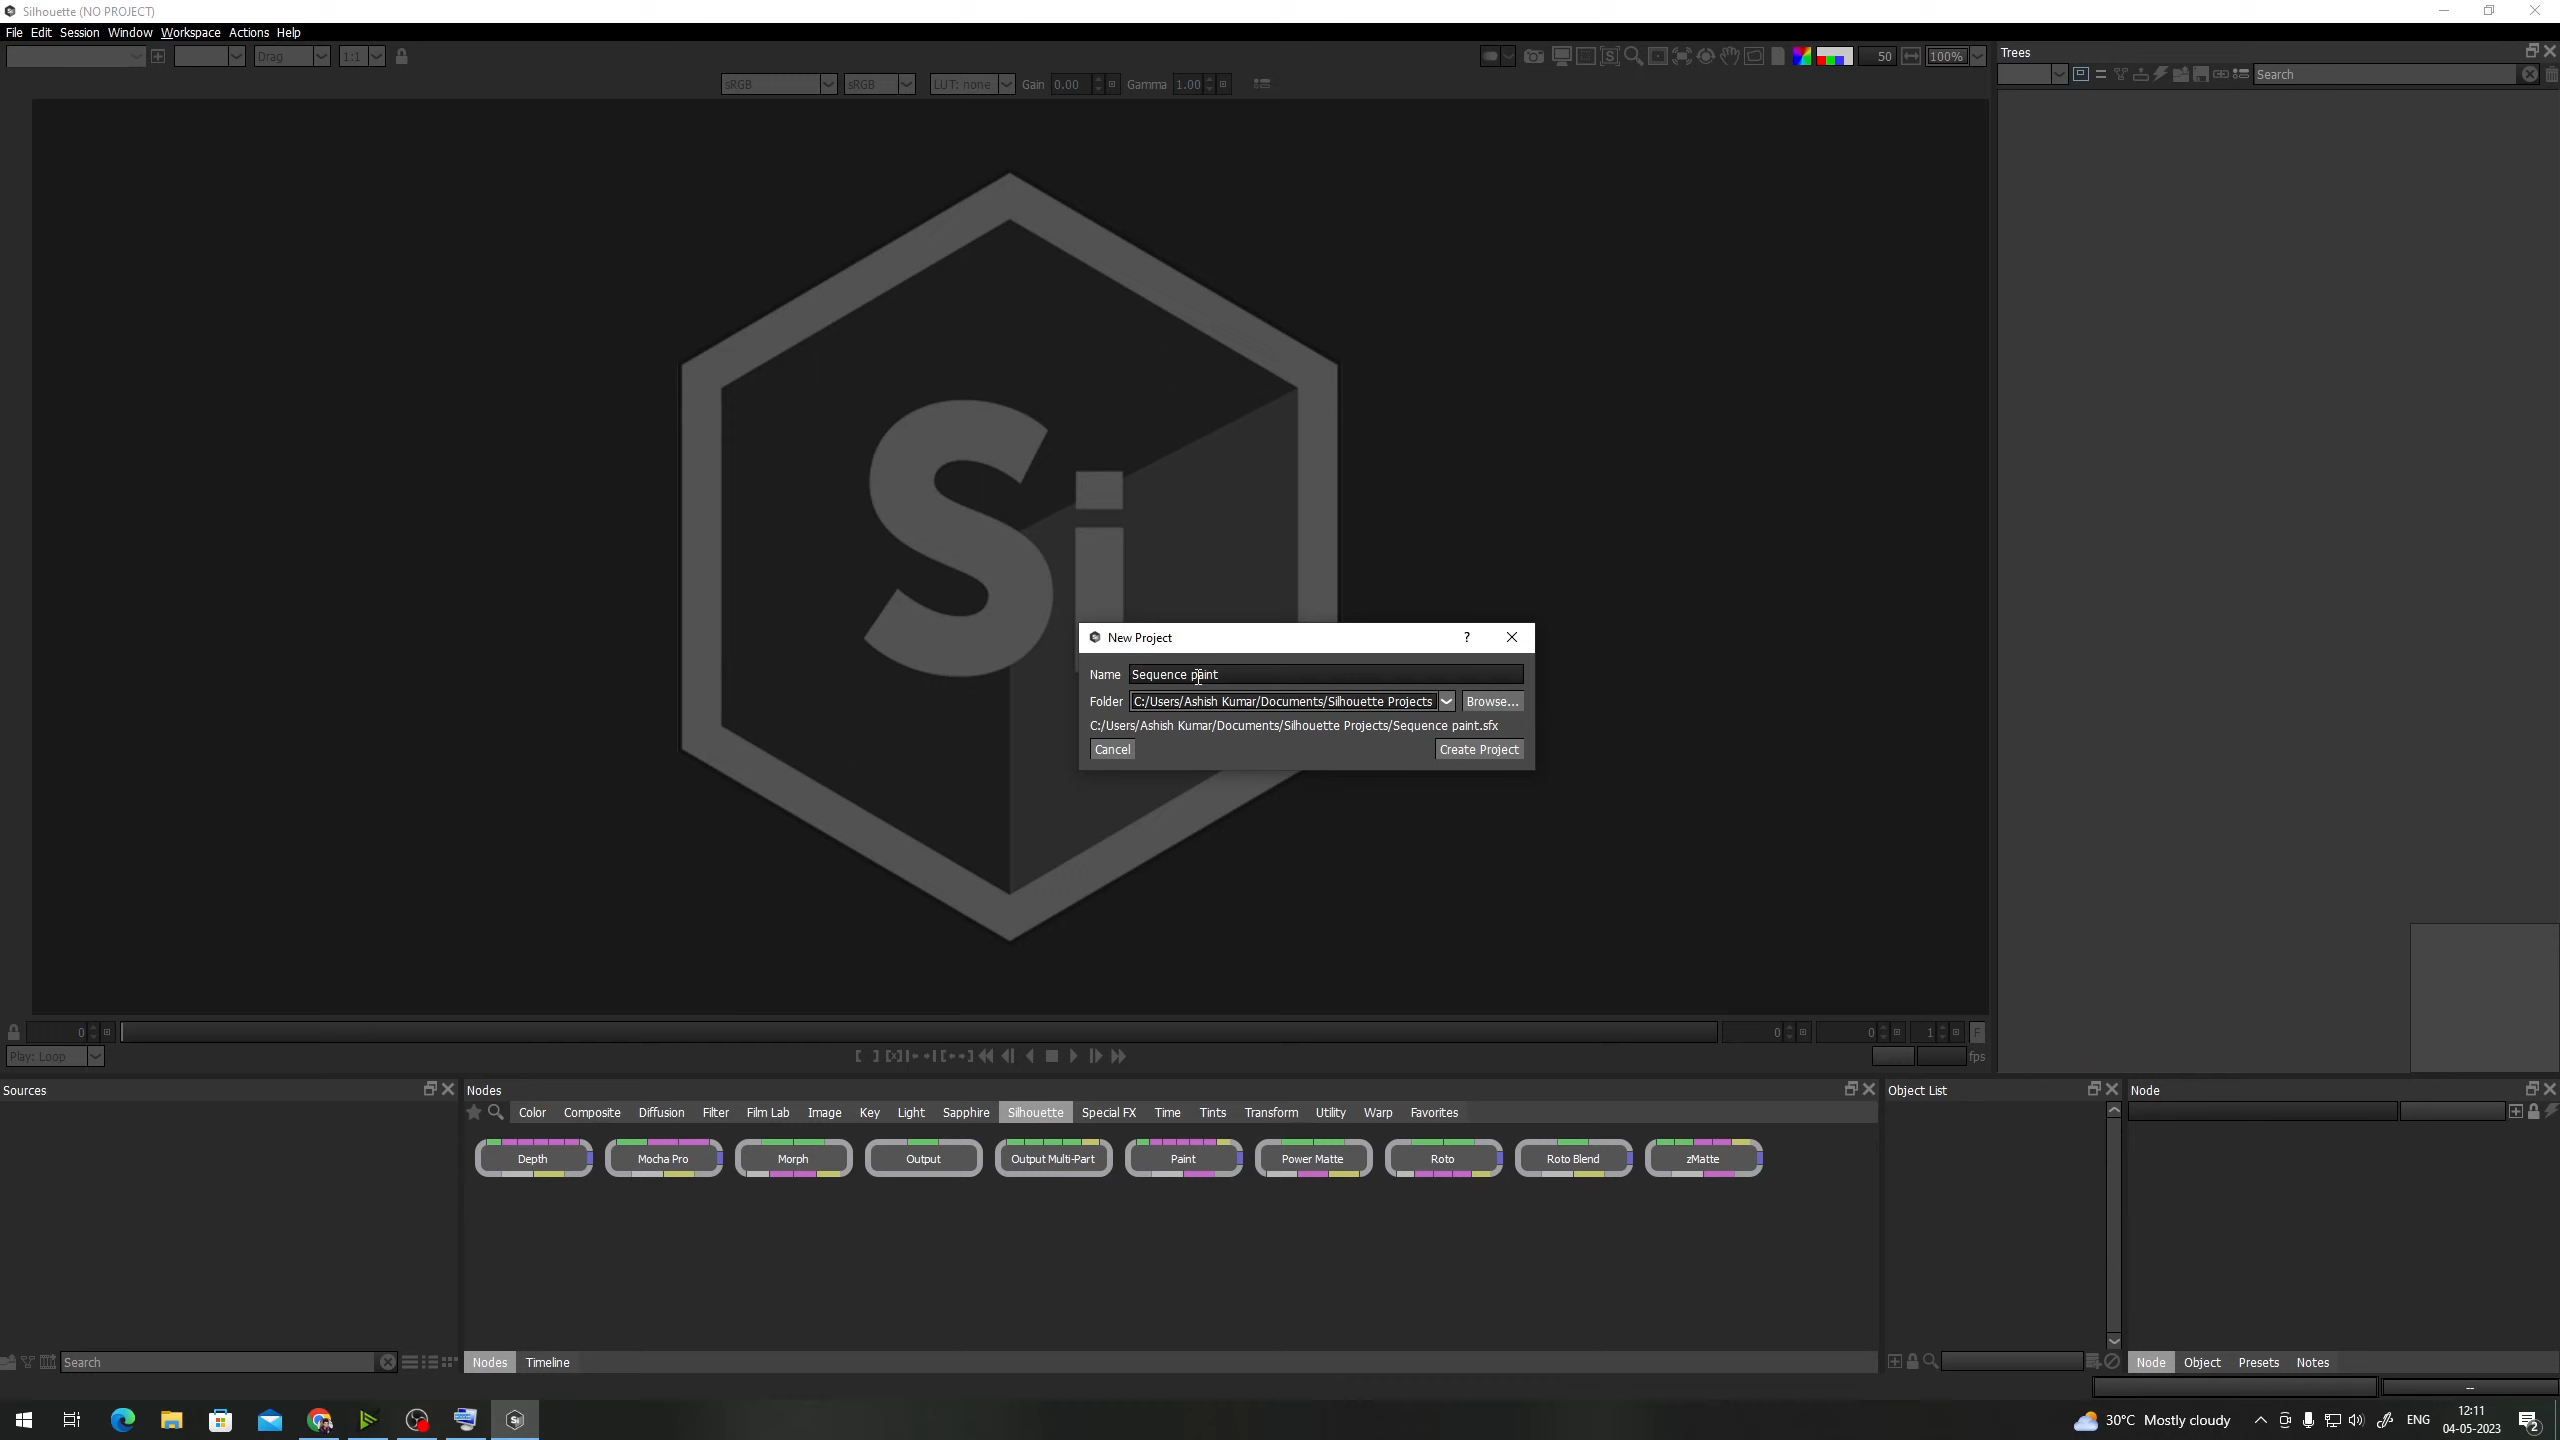 Silhouette (NO PROJECT)
File Edit Session Window Workspace Actions Help
Drag 1:1 50 100%
Trees
sRGB sRGB LUT: none Gain 0.00 Gamma 1.00
Search
Si
New Project ?
Name Sequence paint
Folder C:/Users/Ashish Kumar/Documents/Silhouette Projects Browse...
C:/Users/Ashish Kumar/Documents/Silhouette Projects/Sequence paint.sfx
Cancel Create Project
0 0 0 1 F
Play: Loop fps
Sources
Nodes
Object List
Node
Color Composite Diffusion Filter Film Lab Image Key Light Sapphire Silhouette Special FX Time Tints Transform Utility Warp Favorites
Depth Mocha Pro Morph Output Output Multi-Part Paint Power Matte Roto Roto Blend zMatte
Search
Nodes Timeline
Node Object Presets Notes
--
30°C Mostly cloudy ENG 12:11
04-05-2023 2